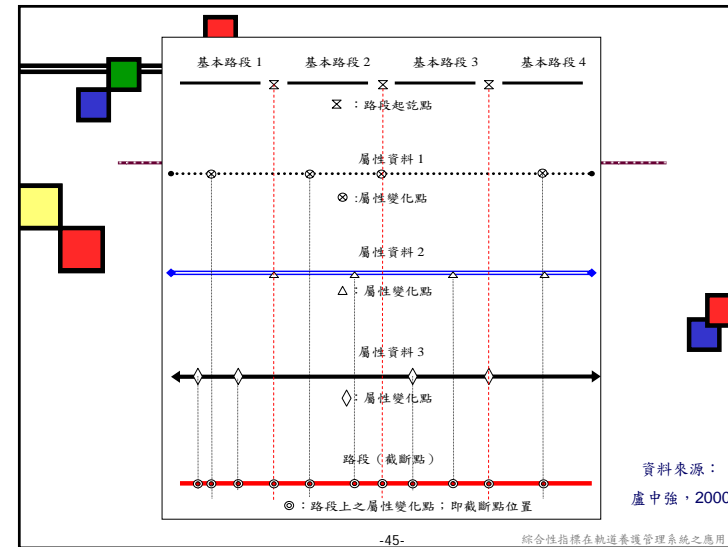 基本路段 1 基本路段 2 基本路段 3 基本路段 4
：路段起訖點
屬性資料 1
：屬性變化點
屬性資料 2
：屬性變化點
屬性資料 3
：屬性變化點
路段（截斷點）
：路段上之屬性變化點；即截斷點位置
資料來源：
盧中強，2000
-45-
綜合性指標在軌道養護管理系統之應用